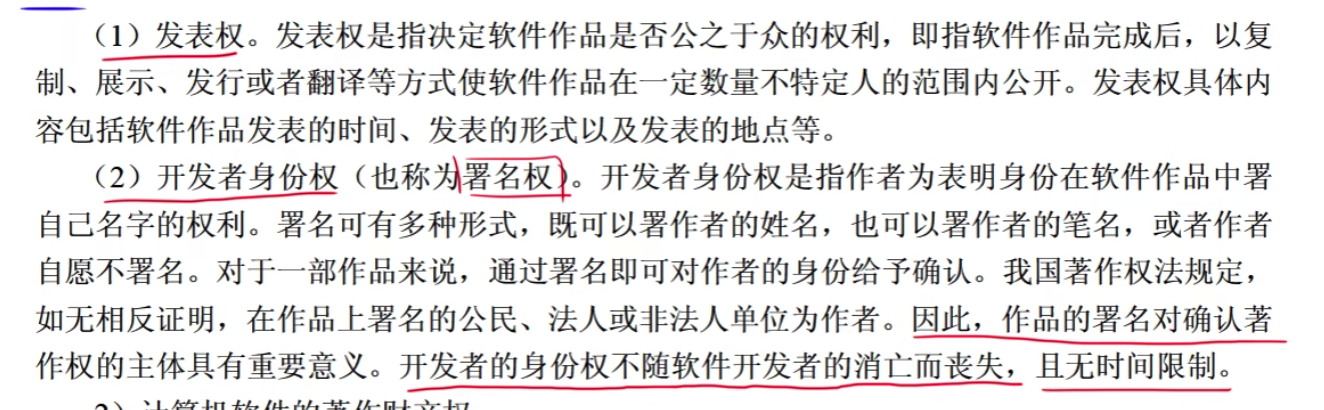 （1）发表权。发表权是指决定软件作品是否公之于众的权利，即指软件作品完成后，以复
制、展示、发行或者翻译等方式使软件作品在一定数量不特定人的范围内公开。发表权具体内
容包括软件作品发表的时间、发表的形式以及发表的地点等。
（2）开发者身份权（也称为署名权）。开发者身份权是指作者为表明身份在软件作品中署
自己名字的权利。署名可有多种形式，既可以署作者的姓名，也可以署作者的笔名，或者作者
自愿不署名。对于一部作品来说，通过署名即可对作者的身份给予确认。我国著作权法规定，
如无相反证明，在作品上署名的公民、法人或非法人单位为作者。因此，作品的署名对确认著
作权的主体具有重要意义。开发者的身份权不随软件开发者的消亡而丧失，且无时间限制。
2）计算机软件的著作财产权